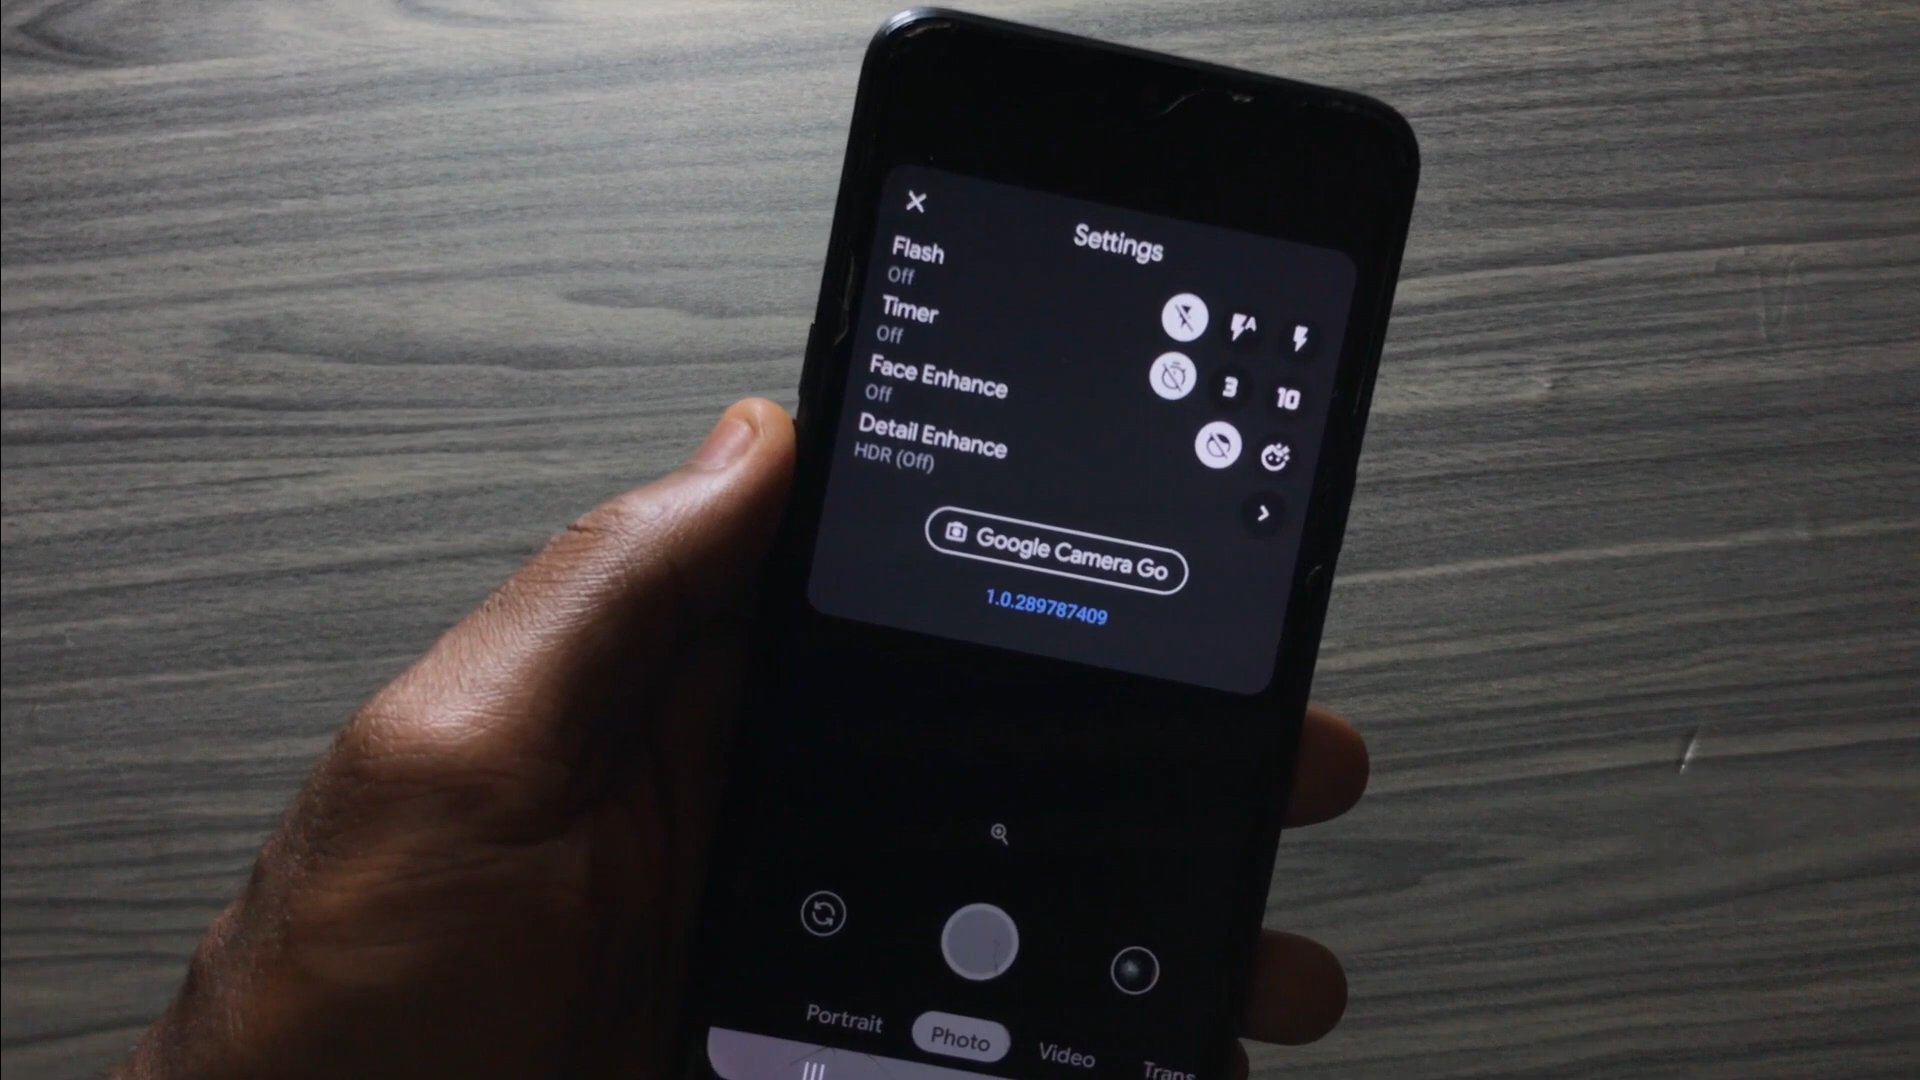 Settings
Flash
Off
Timer
Off
3
10
Face Enhance
Off
Detail Enhance
HDR (Off)
Google Camera Go
1.0.289787409
Portrait
Photo
Video
Trans